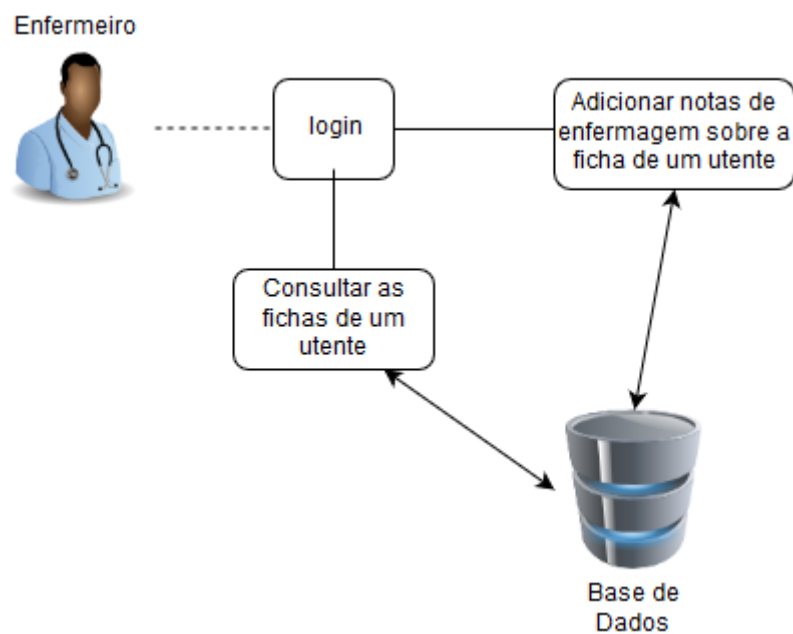 Enfermeiro
login
Adicionar notas de
enfermagem sobre a
ficha de um utente
Consultar as
fichas de um
utente
Base de
Dados